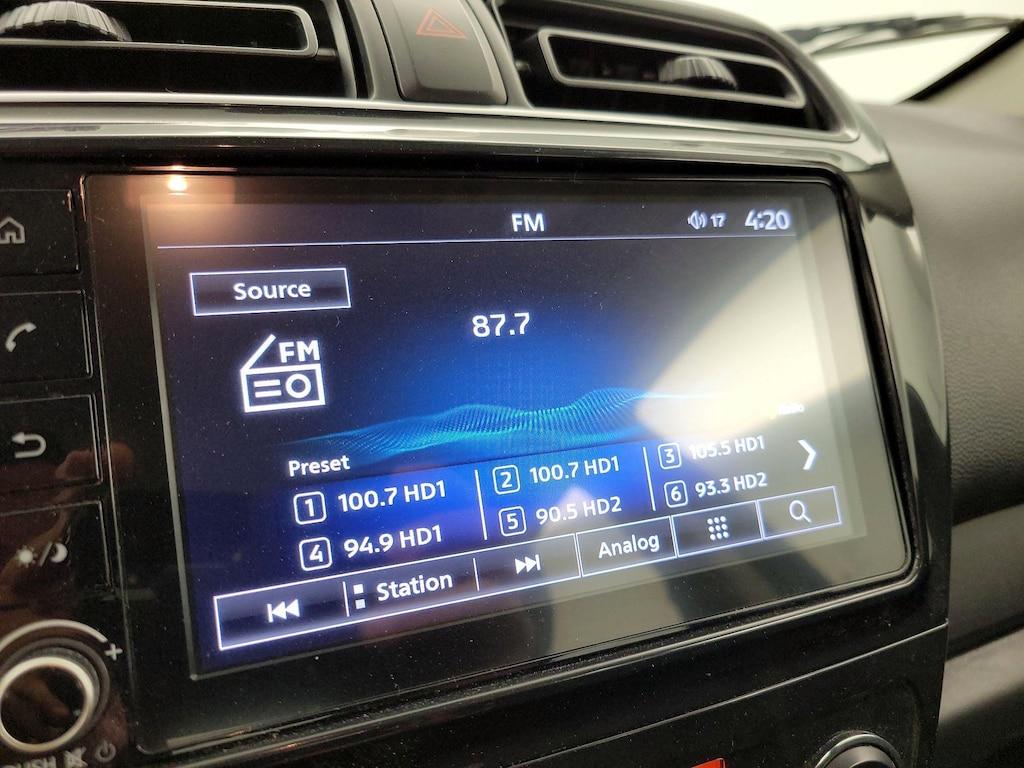 FM 17 4:20
Source
87.7
FM
Preset
1 100.7 HD1 2 100.7 HD1 3 105.5 HD1
4 94.9 HD1 5 90.5 HD2 6 93.3 HD2
Station Analog
+